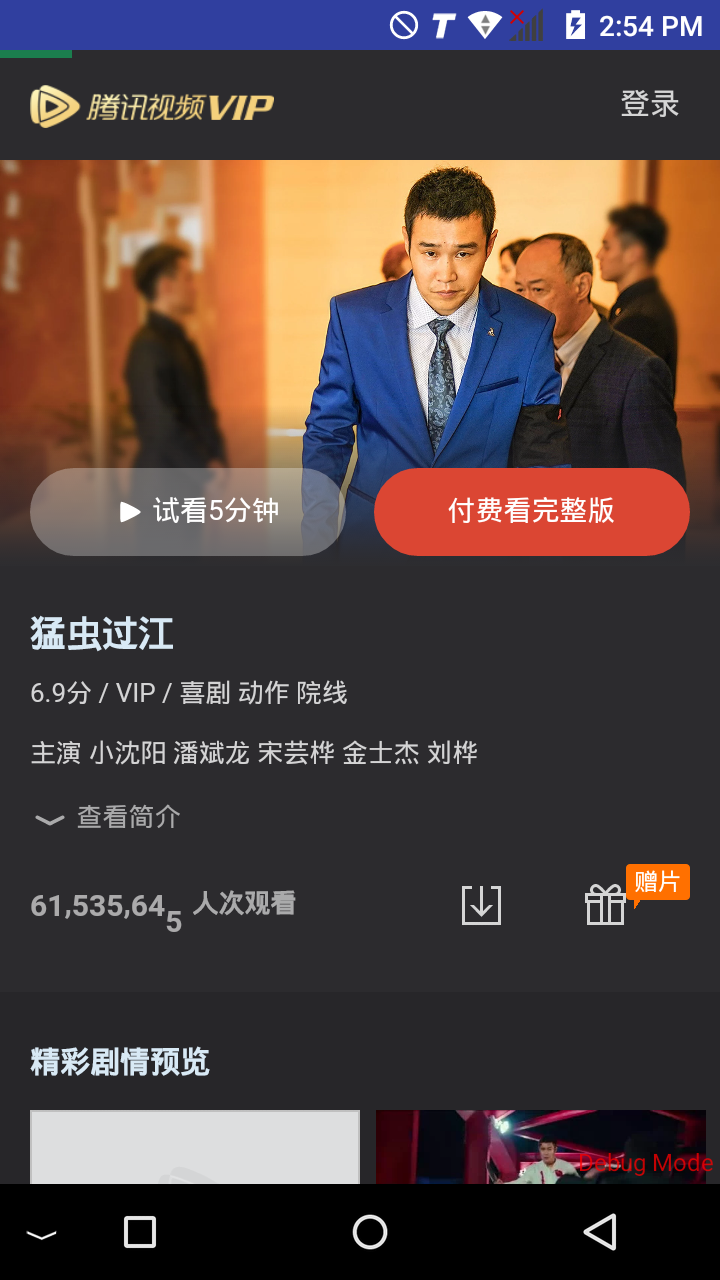 2:54 PM
腾讯视频VIP
登录
试看5分钟
付费看完整版
猛虫过江
6.9分 / VIP / 喜剧 动作 院线
主演 小沈阳 潘斌龙 宋芸桦 金士杰 刘桦
查看简介
61,535,645 人次观看
赠片
精彩剧情预览
Debug Mode